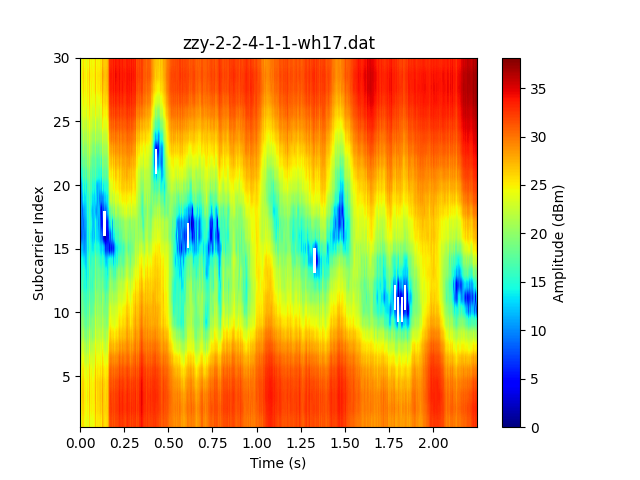 zzy-2-2-4-1-1-wh17.dat
30
25
20
15
10
5
Subcarrier Index
0.00 0.25 0.50 0.75 1.00 1.25 1.50 1.75 2.00
Time (s)
35
30
25
20
15
10
5
0
Amplitude (dBm)